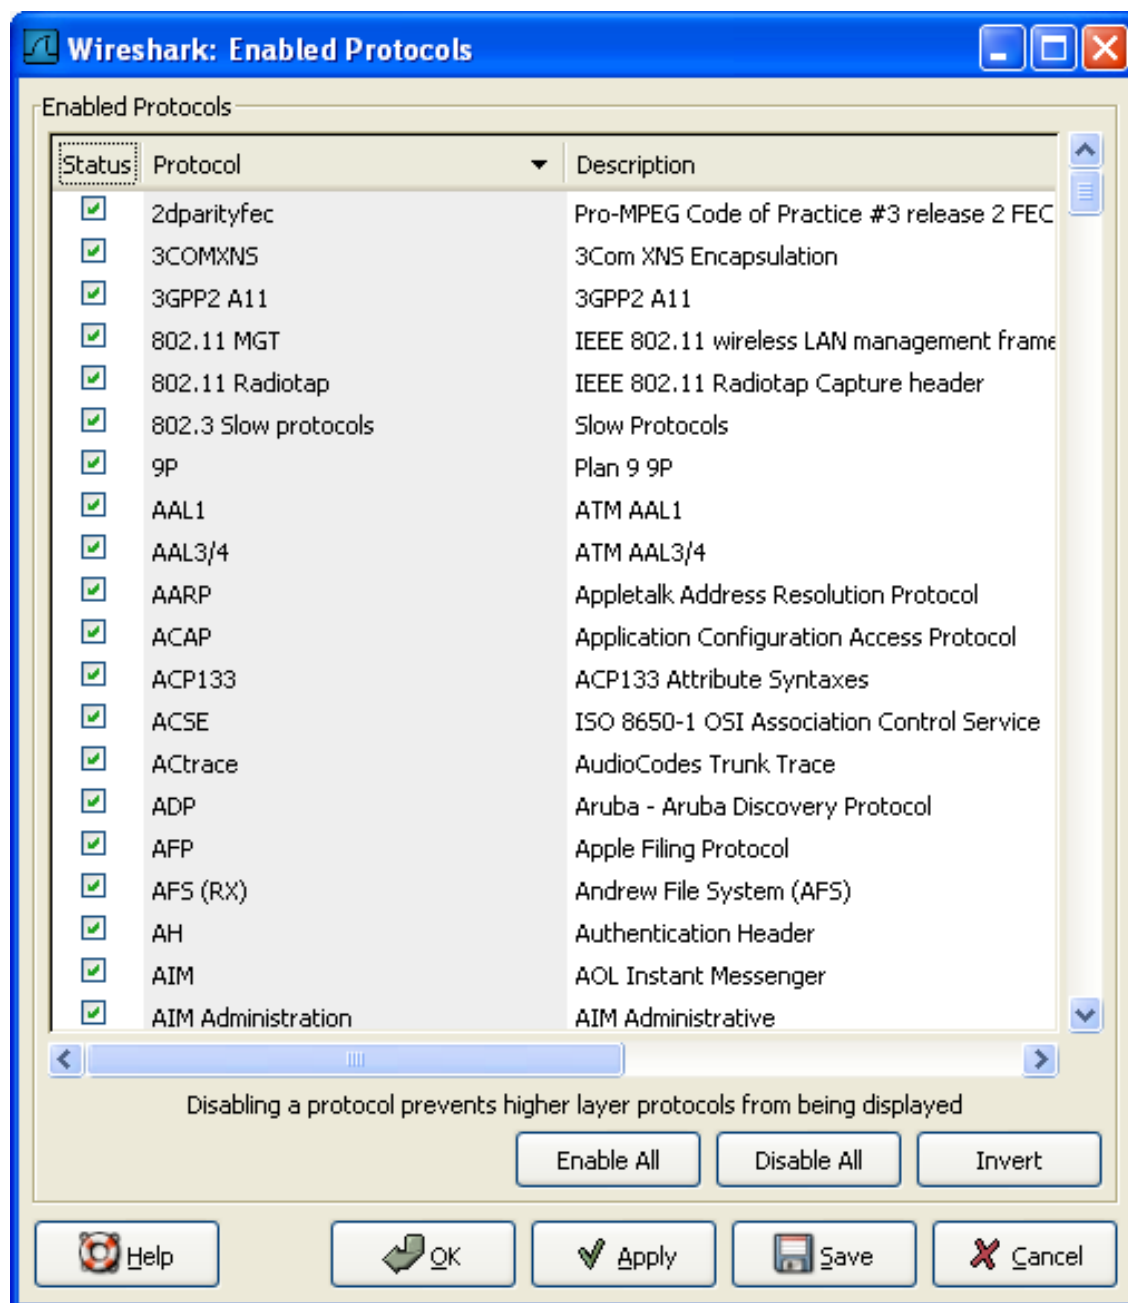 Wireshark: Enabled Protocols
Enabled Protocols
Status Protocol Description
2dparityfec Pro-MPEG Code of Practice #3 release 2 FEC
3COMXNS 3Com XNS Encapsulation
3GPP2 A11 3GPP2 A11
802.11 MGT IEEE 802.11 wireless LAN management frame
802.11 Radiotap IEEE 802.11 Radiotap Capture header
802.3 Slow protocols Slow Protocols
9P Plan 9 9P
AAL1 ATM AAL1
AAL3/4 ATM AAL3/4
AARP Appletalk Address Resolution Protocol
ACAP Application Configuration Access Protocol
ACP133 ACP133 Attribute Syntaxes
ACSE ISO 8650-1 OSI Association Control Service
ACtrace AudioCodes Trunk Trace
ADP Aruba - Aruba Discovery Protocol
AFP Apple Filing Protocol
AFS (RX) Andrew File System (AFS)
AH Authentication Header
AIM AOL Instant Messenger
AIM Administration AIM Administrative
Disabling a protocol prevents higher layer protocols from being displayed
Enable All Disable All Invert
Help OK Apply Save Cancel